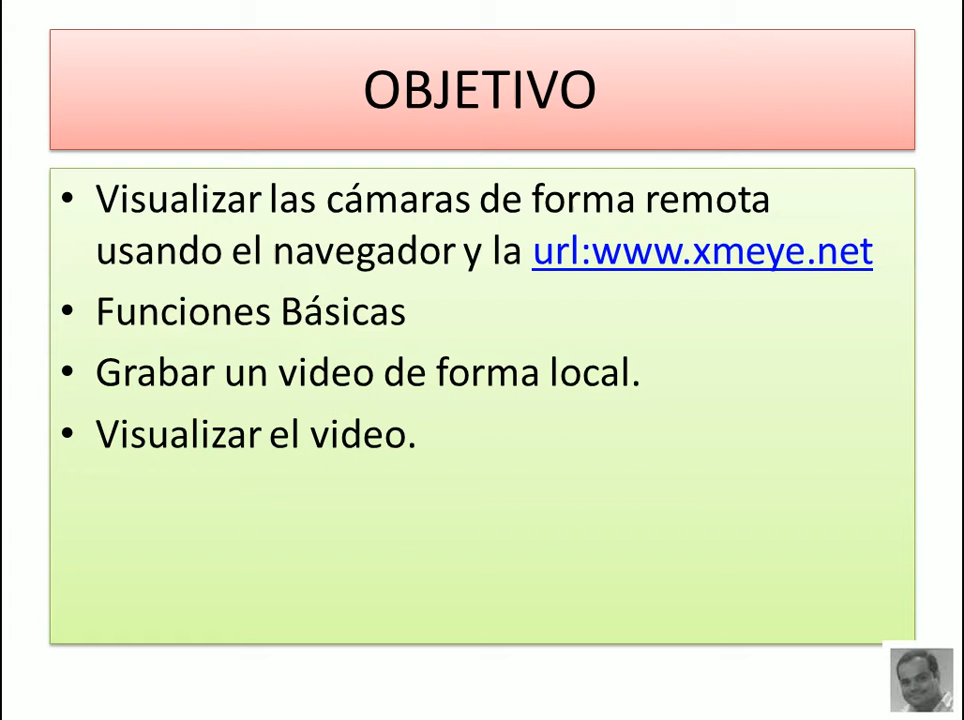 OBJETIVO
• Visualizar las cámaras de forma remota
usando el navegador y la url:www.xmeye.net
• Funciones Básicas
• Grabar un video de forma local.
• Visualizar el video.